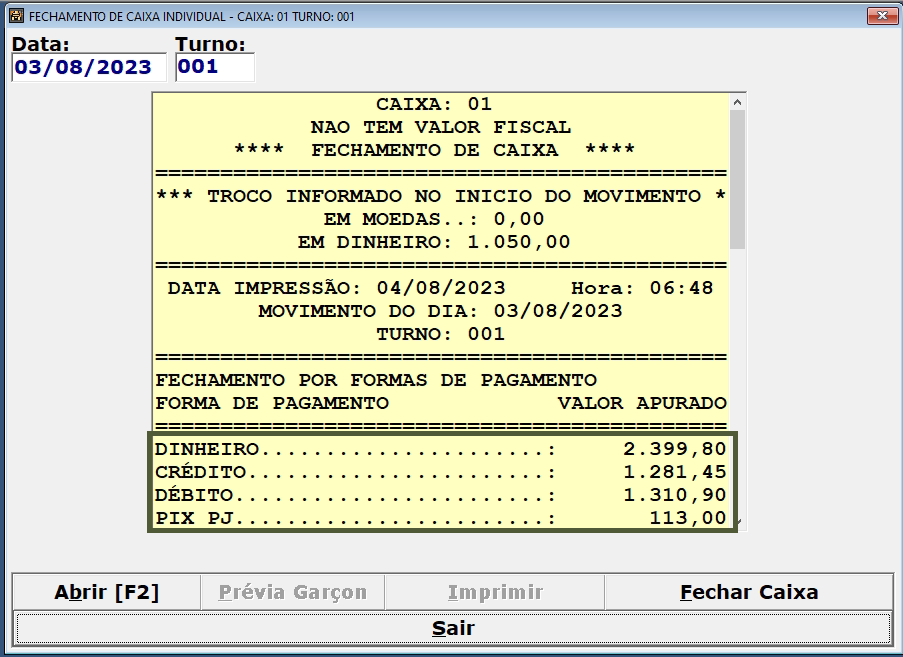 FECHAMENTO DE CAIXA INDIVIDUAL - CAIXA: 01 TURNO: 001
Data: Turno:
03/08/2023 001
CAIXA: 01
NAO TEM VALOR FISCAL
**** FECHAMENTO DE CAIXA ****
============================================
*** TROCO INFORMADO NO INICIO DO MOVIMENTO *
EM MOEDAS..: 0,00
EM DINHEIRO: 1.050,00
============================================
DATA IMPRESSÃO: 04/08/2023 Hora: 06:48
MOVIMENTO DO DIA: 03/08/2023
TURNO: 001
============================================
FECHAMENTO POR FORMAS DE PAGAMENTO
FORMA DE PAGAMENTO VALOR APURADO
============================================
DINHEIRO......................: 2.399,80
CRÉDITO.......................: 1.281,45
DÉBITO........................: 1.310,90
PIX PJ........................: 113,00
Abrir [F2] Prévia Garçon Imprimir Fechar Caixa
Sair